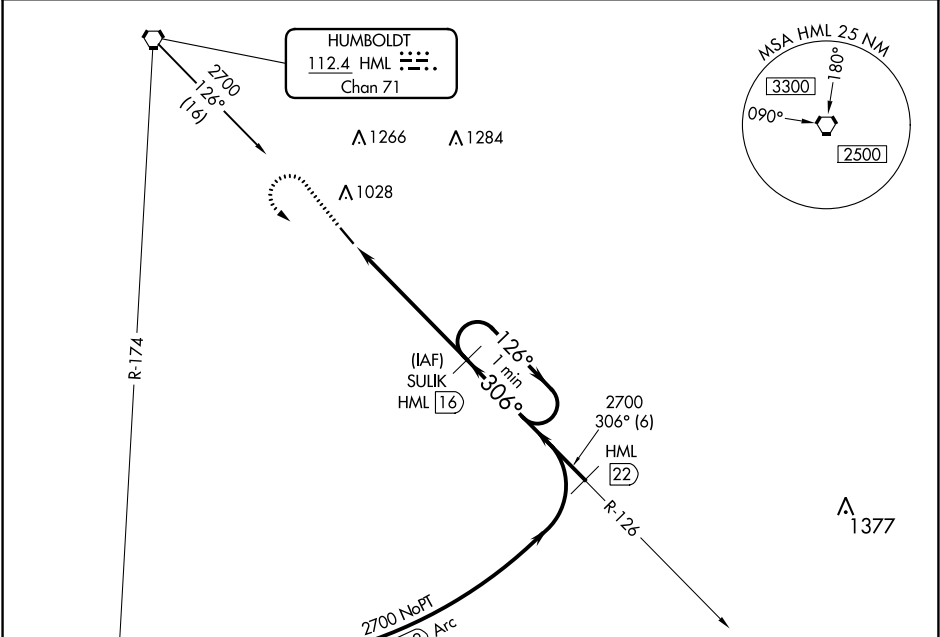 HUMBOLDT
112.4 HML
Chan 71
2700
126°
(16)
MSA HML 25 NM
3300
180°
090°
2500
1266
1284
1028
R-174
(IAF)
SULIK
HML 16
126°
1 min
306°
2700
306° (6)
HML
22
R-126
1377
2700 NoPT
Arc